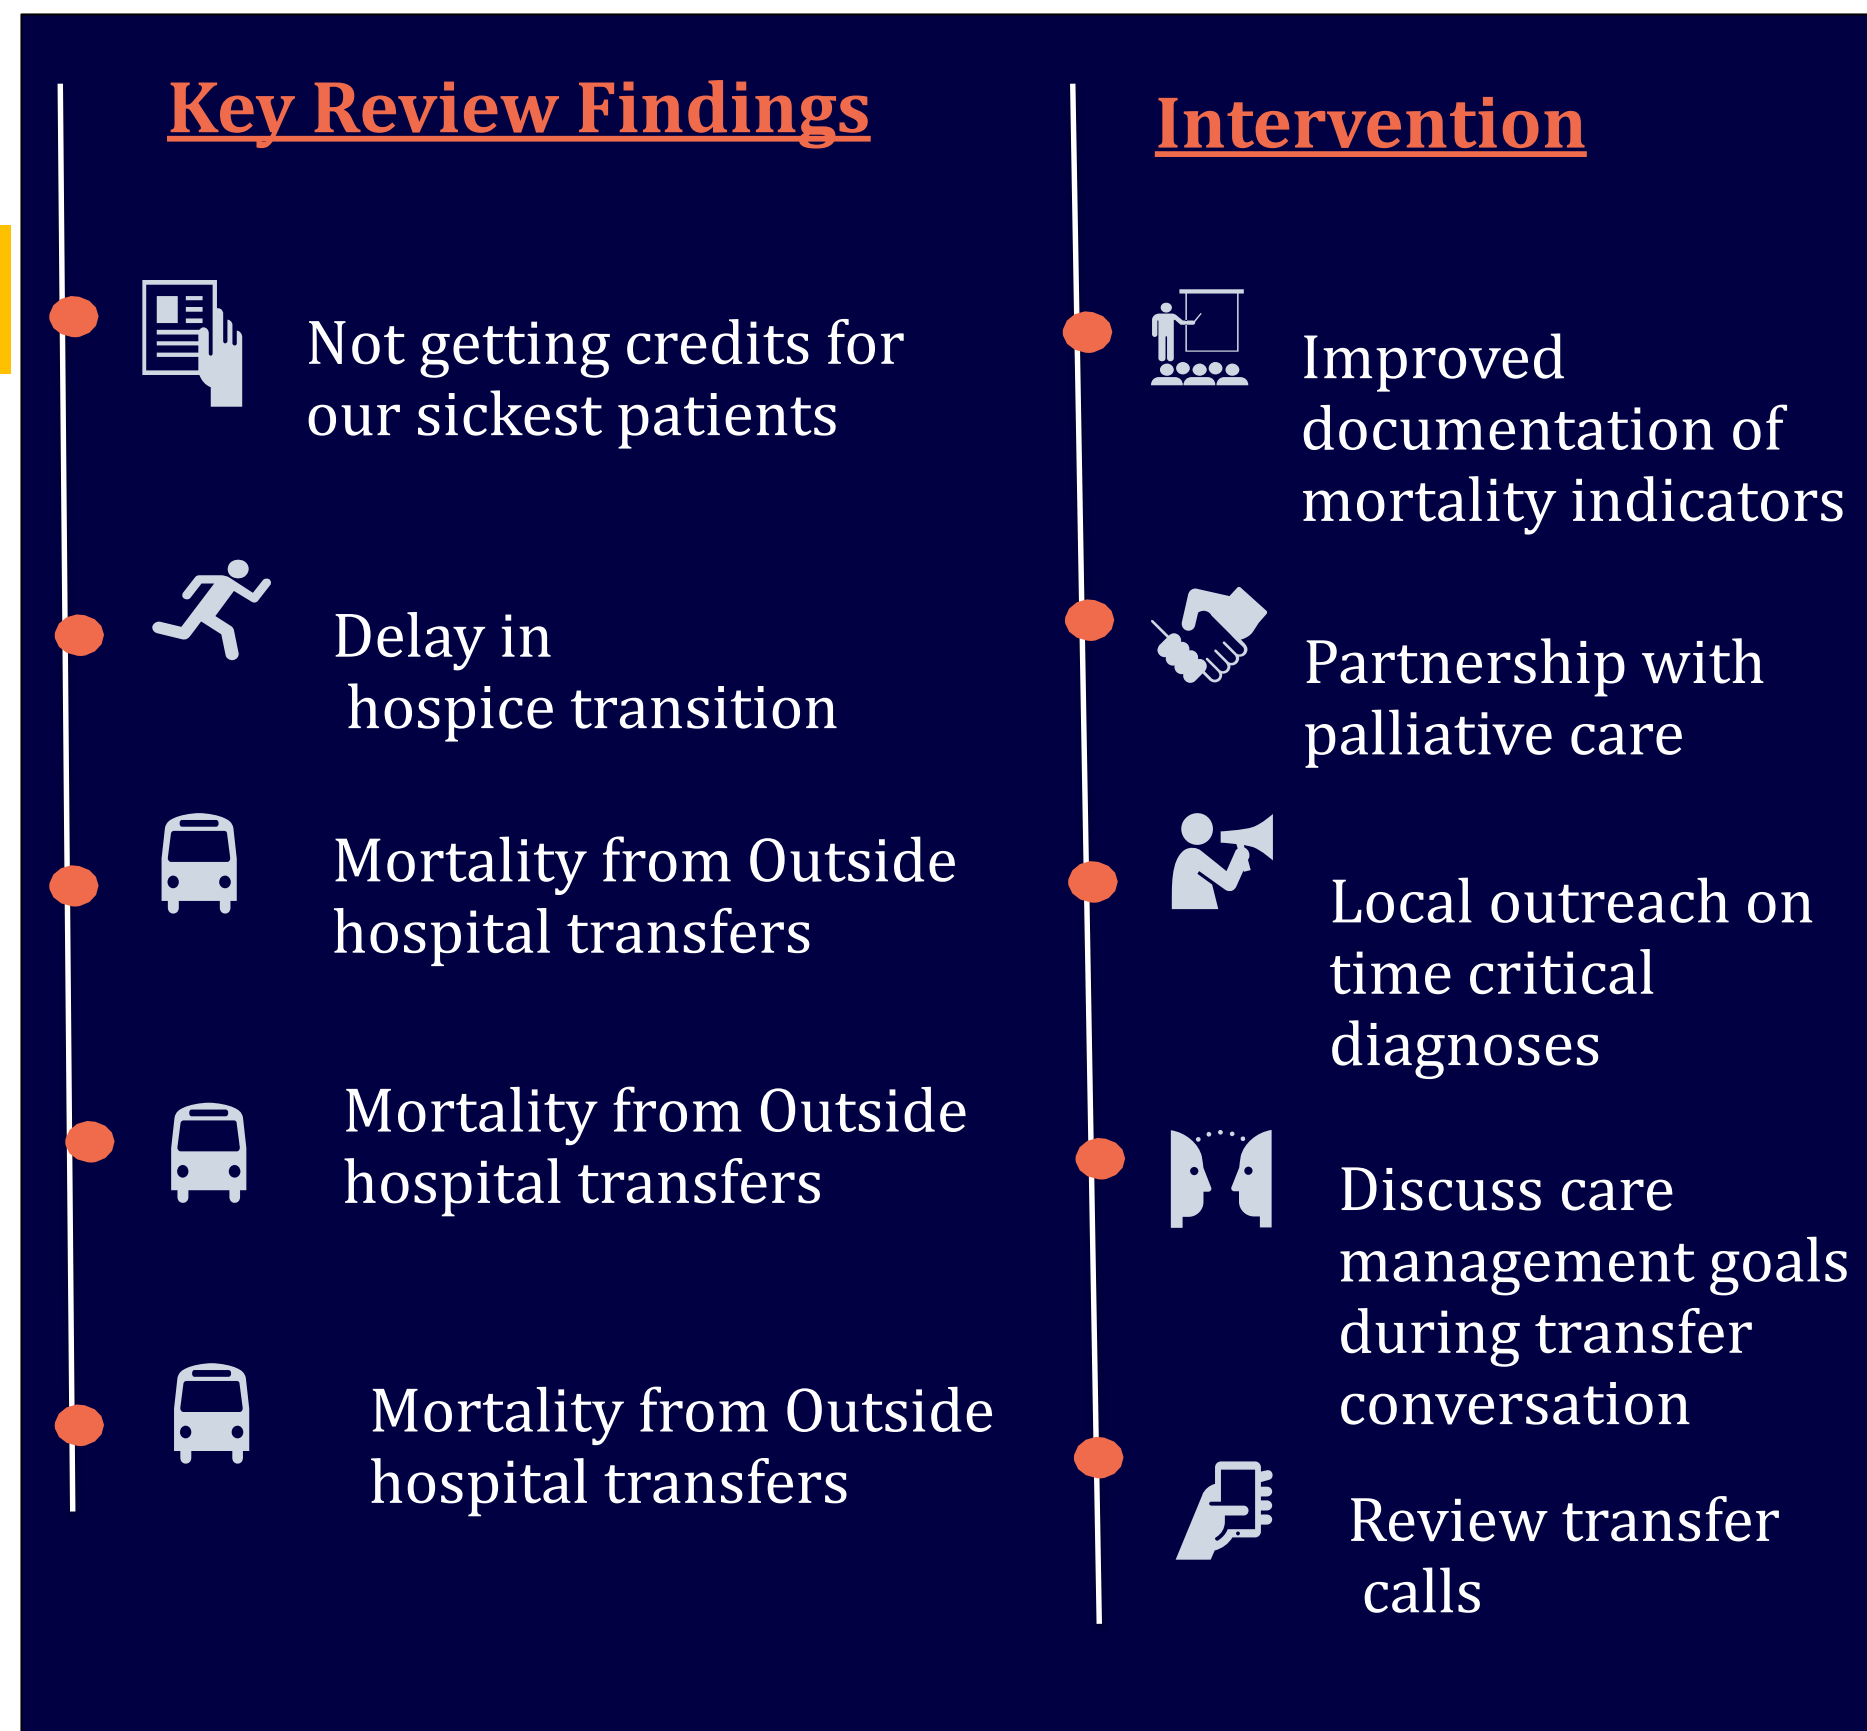 Key Review Findings
Not getting credits for
our sickest patients
Delay in
hospice transition
Mortality from Outside
hospital transfers
Mortality from Outside
hospital transfers
Mortality from Outside
hospital transfers
Intervention
Improved
documentation of
mortality indicators
Partnership with
palliative care
Local outreach on
time critical
diagnoses
Discuss care
management goals
during transfer
conversation
Review transfer
calls